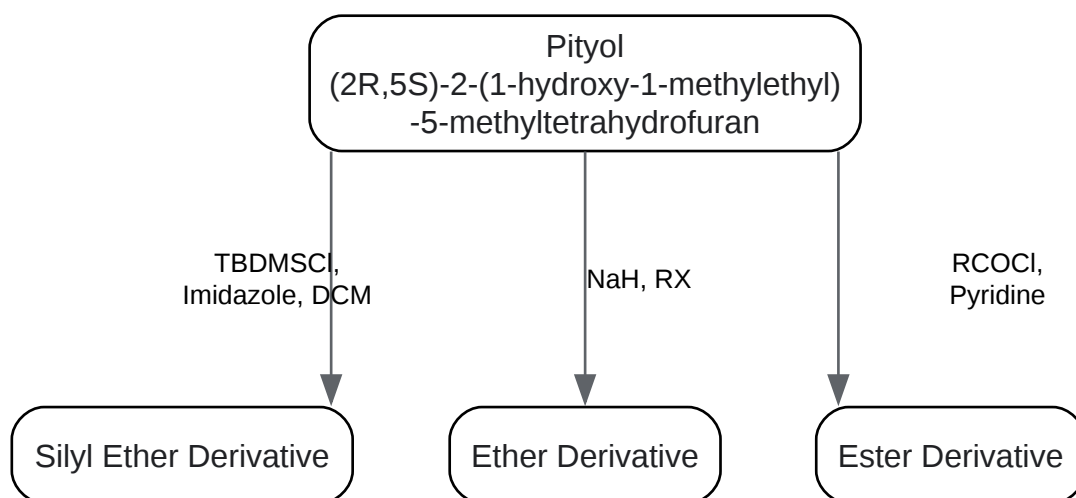 Pityol
(2R,5S)-2-(1-hydroxy-1-methylethyl)
-5-methyltetrahydrofuran
TBDMSCl,
Imidazole, DCM
NaH, RX
RCOCl,
Pyridine
Silyl Ether Derivative
Ether Derivative
Ester Derivative